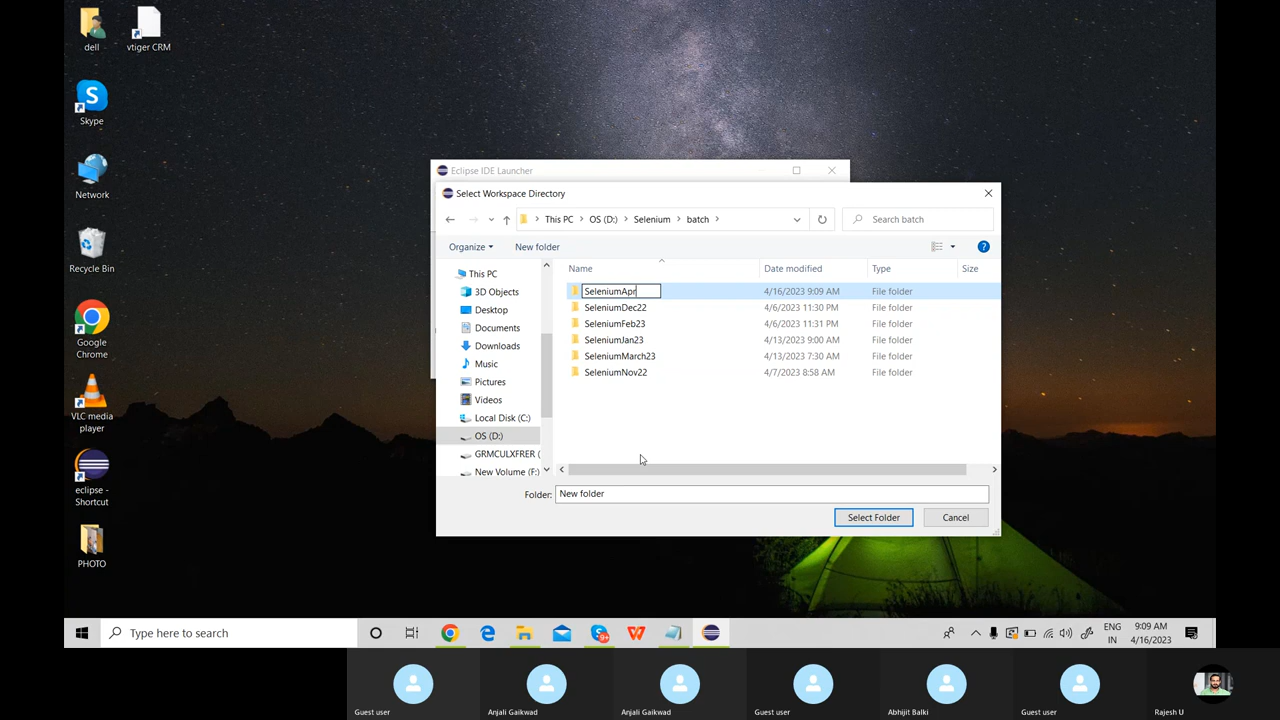 dell
vtiger CRM
Skype
Network
Recycle Bin
Google
Chrome
VLC media
player
eclipse -
Shortcut
PHOTO
Eclipse IDE Launcher
Select Workspace Directory
This PC
OS (D:)
Selenium
batch
Search batch
Organize
New folder
Name
Date modified
Type
Size
This PC
3D Objects
Desktop
Documents
Downloads
Music
Pictures
Videos
Local Disk (C:)
OS (D:)
GRMCULXFRER (
New Volume (F:)
SeleniumApr 4/16/2023 9:09 AM File folder
SeleniumDec22 4/6/2023 11:30 PM File folder
SeleniumFeb23 4/6/2023 11:31 PM File folder
SeleniumJan23 4/13/2023 9:00 AM File folder
SeleniumMarch23 4/13/2023 7:30 AM File folder
SeleniumNov22 4/7/2023 8:58 AM File folder
Folder: New folder
Select Folder
Cancel
Type here to search
9+
ENG
IN
9:09 AM
4/16/2023
Guest user
Anjali Gaikwad
Anjali Gaikwad
Guest user
Abhijit Balki
Guest user
Rajesh U